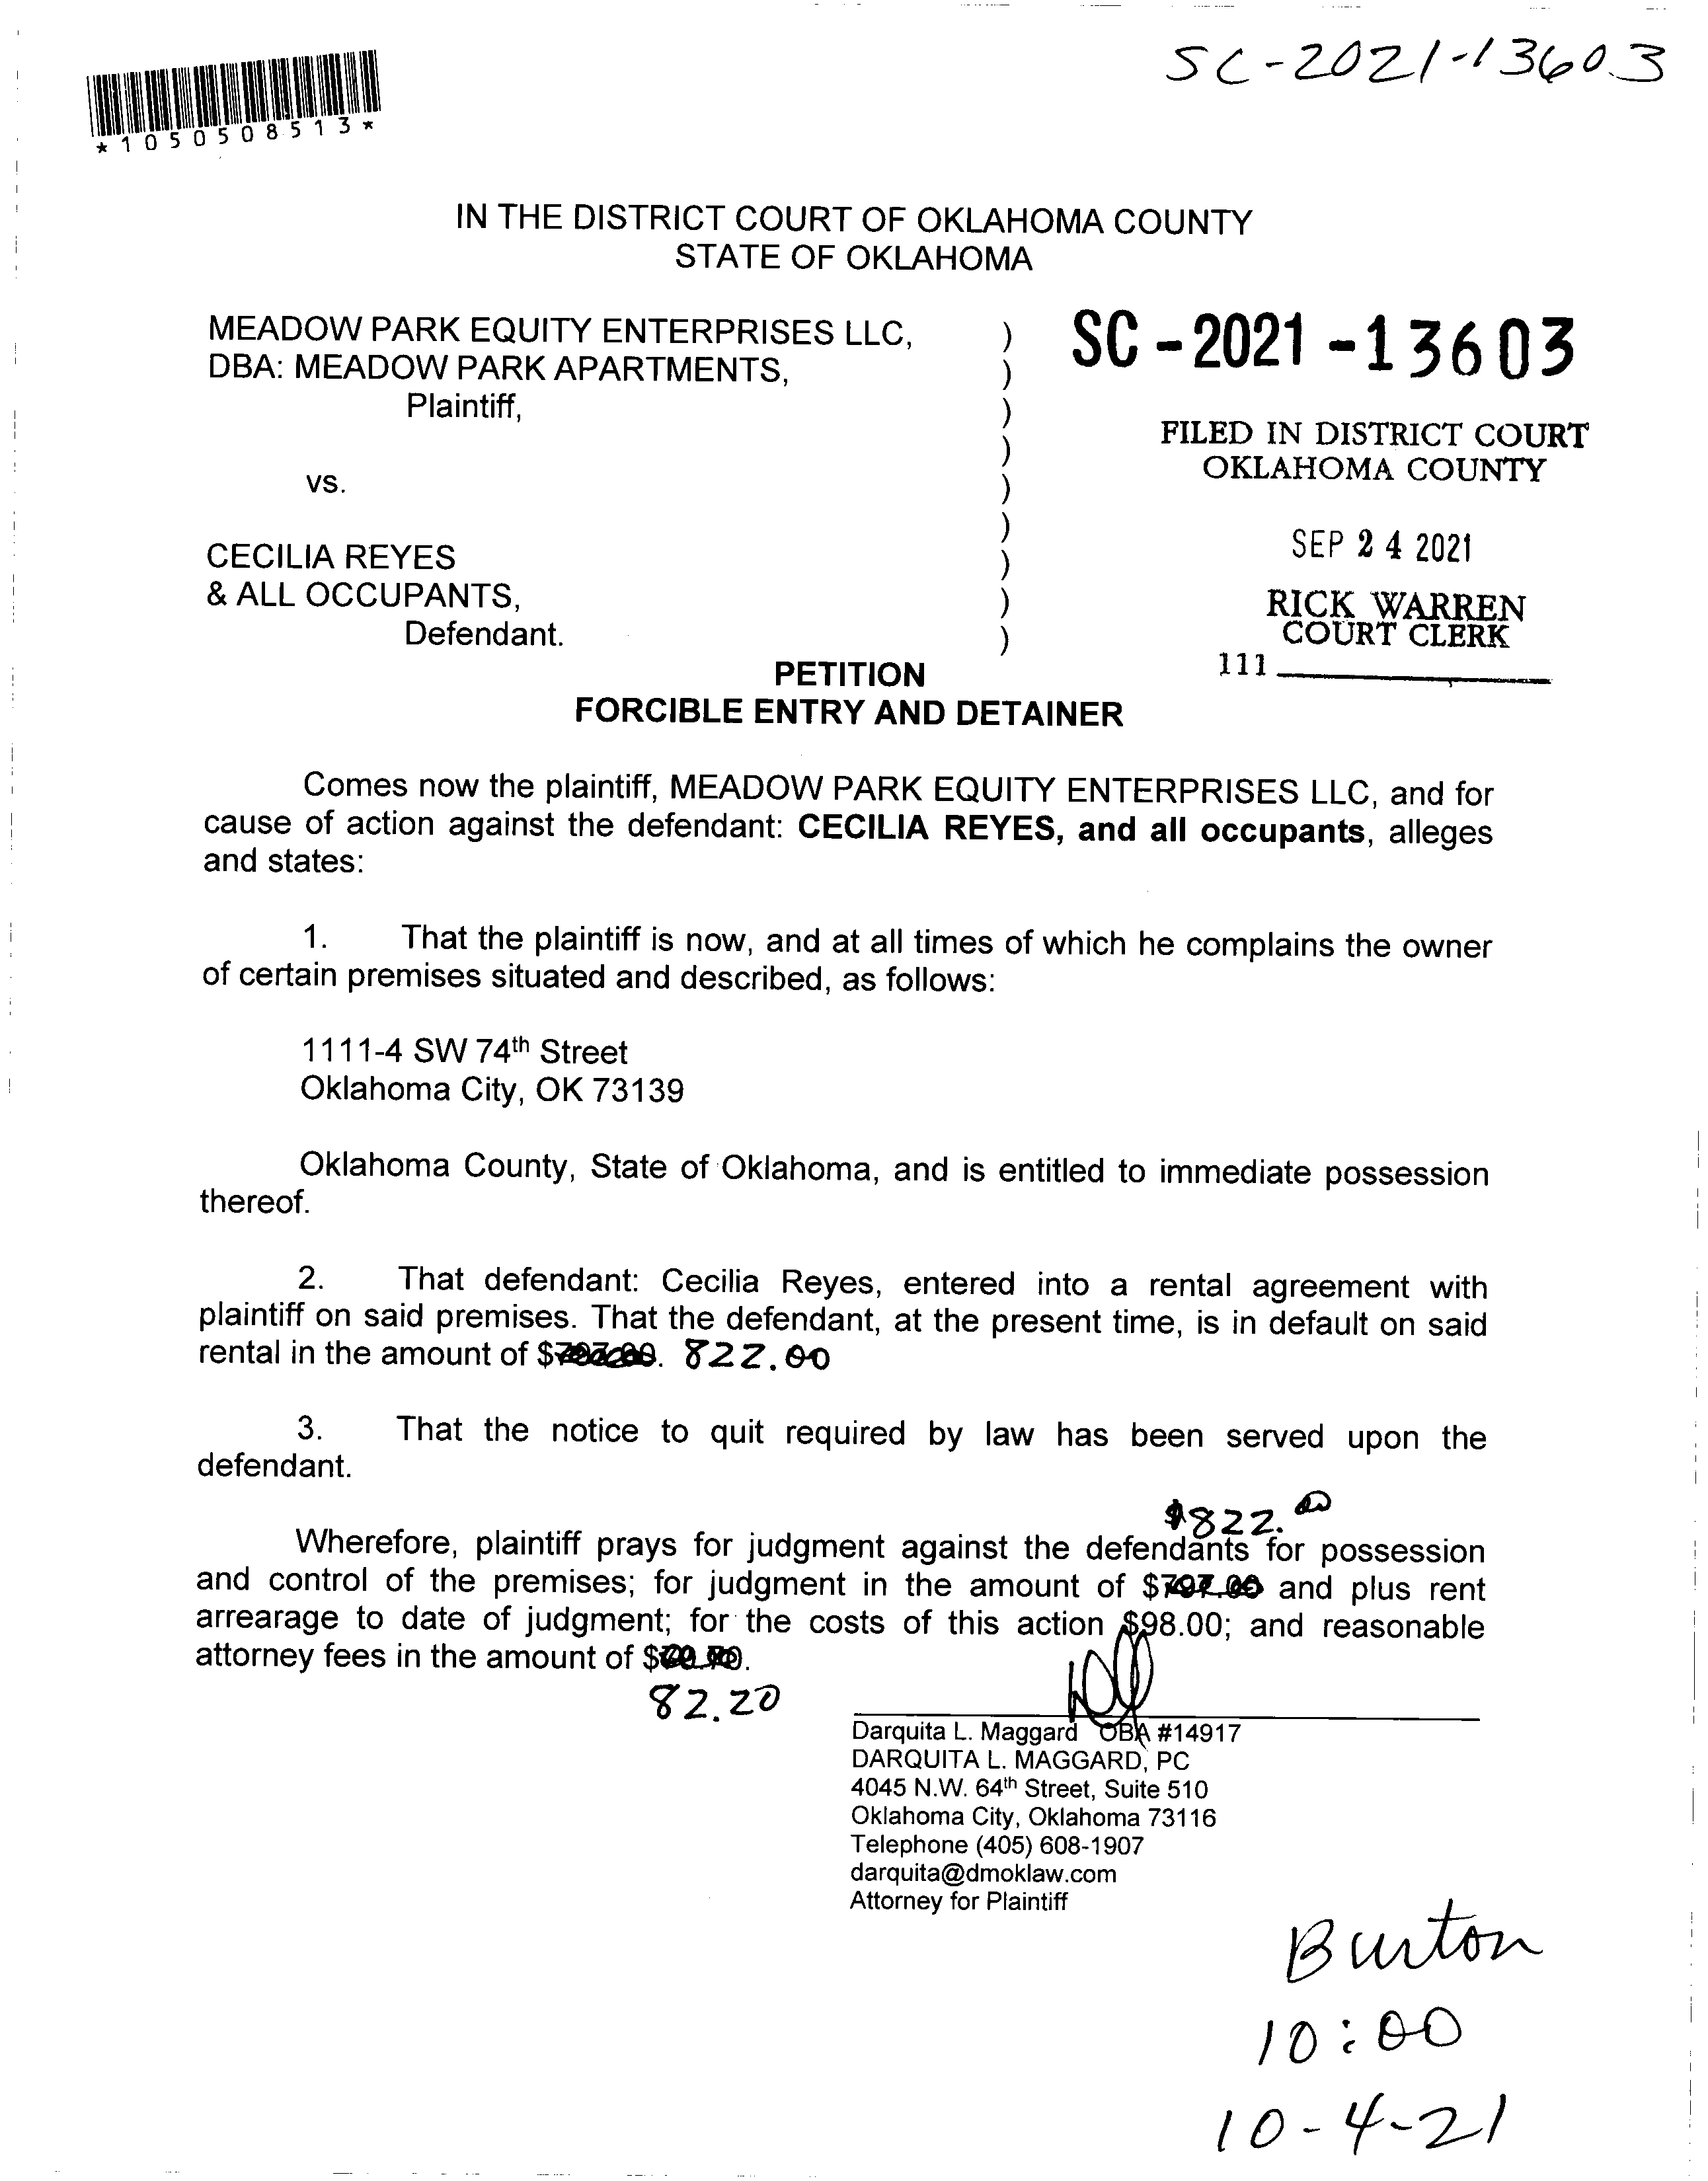 SC-2021-13603
*1050508513*
IN THE DISTRICT COURT OF OKLAHOMA COUNTY
STATE OF OKLAHOMA
MEADOW PARK EQUITY ENTERPRISES LLC, )
DBA: MEADOW PARK APARTMENTS, )
Plaintiff, )
)
vs. )
)
CECILIA REYES )
& ALL OCCUPANTS, )
Defendant. )
SC-2021-13603
FILED IN DISTRICT COURT
OKLAHOMA COUNTY
SEP 24 2021
RICK WARREN
COURT CLERK
111
PETITION
FORCIBLE ENTRY AND DETAINER
Comes now the plaintiff, MEADOW PARK EQUITY ENTERPRISES LLC, and for
cause of action against the defendant: CECILIA REYES, and all occupants, alleges
and states:
1. That the plaintiff is now, and at all times of which he complains the owner
of certain premises situated and described, as follows:
1111-4 SW 74th Street
Oklahoma City, OK 73139
Oklahoma County, State of Oklahoma, and is entitled to immediate possession
thereof.
2. That defendant: Cecilia Reyes, entered into a rental agreement with
plaintiff on said premises. That the defendant, at the present time, is in default on said
rental in the amount of $ . 822.00
3. That the notice to quit required by law has been served upon the
defendant.
$822.00
Wherefore, plaintiff prays for judgment against the defendants for possession
and control of the premises; for judgment in the amount of $797.00 and plus rent
arrearage to date of judgment; for the costs of this action $98.00; and reasonable
attorney fees in the amount of $ .
82.20
Darquita L. Maggard OBA #14917
DARQUITA L. MAGGARD, PC
4045 N.W. 64th Street, Suite 510
Oklahoma City, Oklahoma 73116
Telephone (405) 608-1907
darquita@dmoklaw.com
Attorney for Plaintiff
Burton
10:00
10-4-21